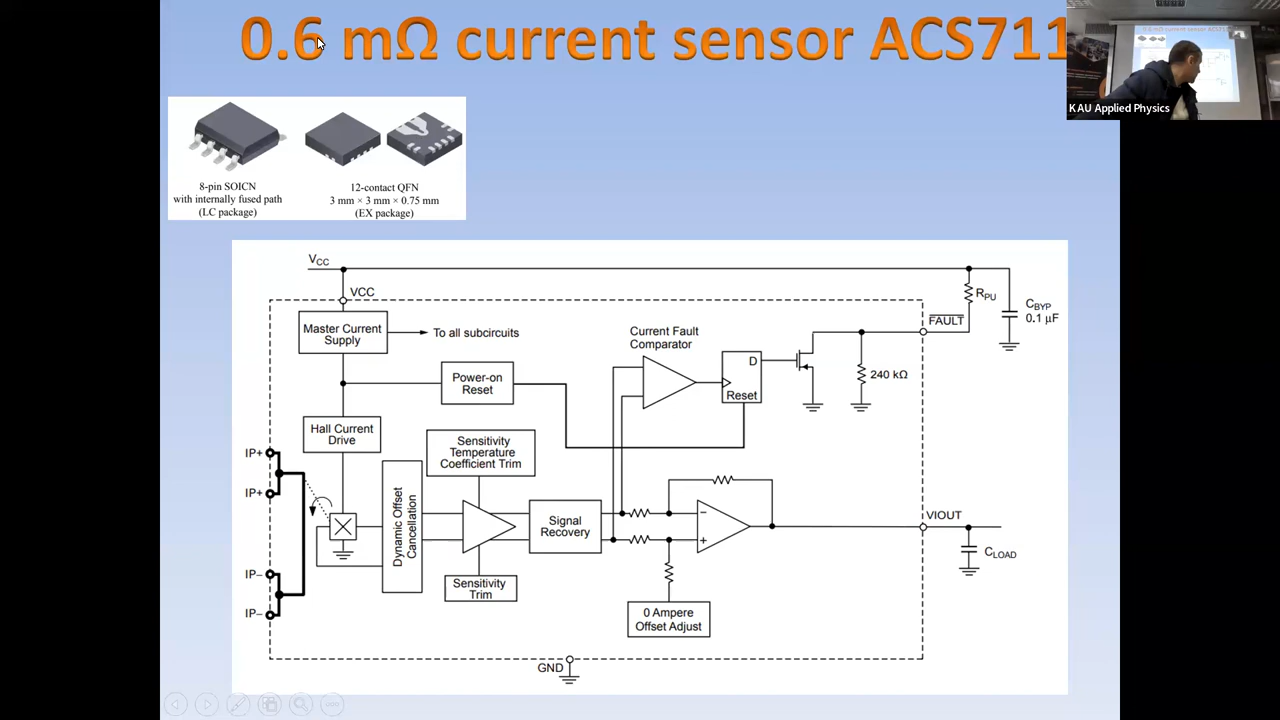 0.6 mΩ current sensor ACS711
K AU Applied Physics
8-pin SOICN
with internally fused path
(LC package)
12-contact QFN
3 mm × 3 mm × 0.75 mm
(EX package)
VCC
VCC
Master Current
Supply
To all subcircuits
Power-on
Reset
Hall Current
Drive
Sensitivity
Temperature
Coefficient Trim
Dynamic Offset
Cancellation
Signal
Recovery
Sensitivity
Trim
Current Fault
Comparator
D
Reset
FAULT
RPU
CBYP
0.1 µF
240 kΩ
IP+
IP+
IP–
IP–
−
+
0 Ampere
Offset Adjust
VIOUT
CLOAD
GND